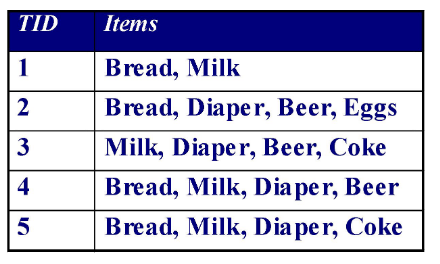 TID Items
1 Bread, Milk
2 Bread, Diaper, Beer, Eggs
3 Milk, Diaper, Beer, Coke
4 Bread, Milk, Diaper, Beer
5 Bread, Milk, Diaper, Coke